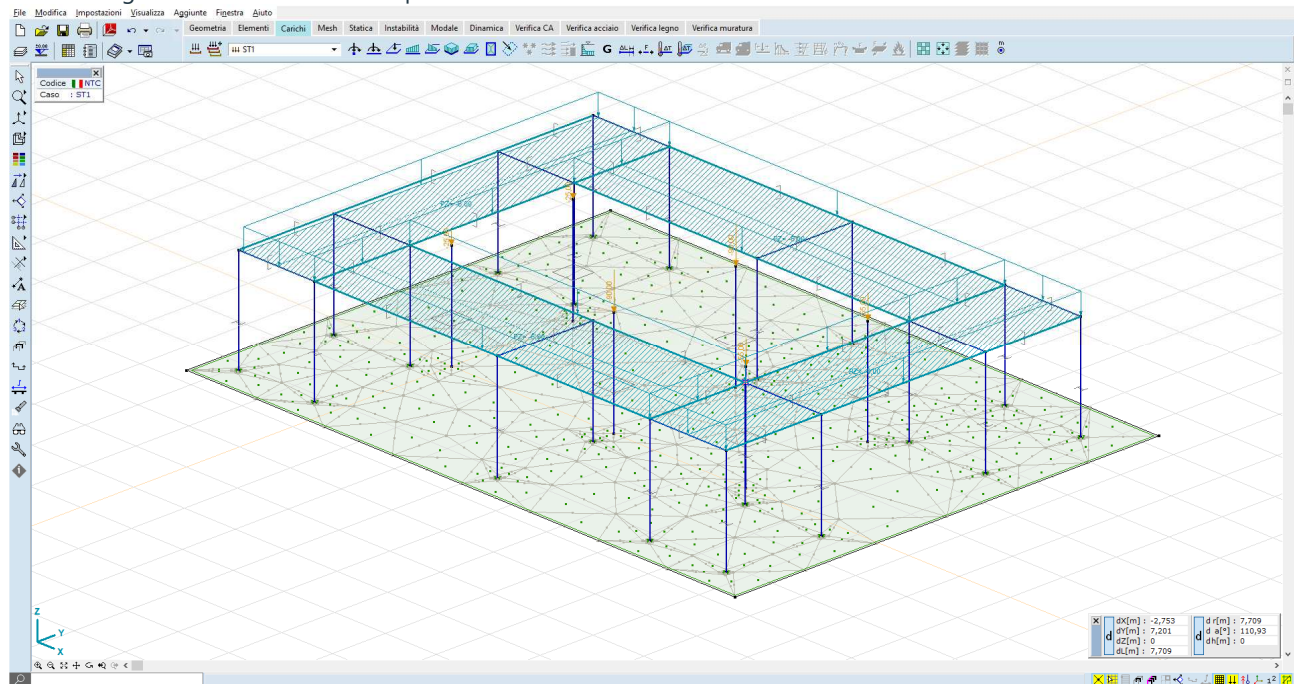 File Modifica Impostazioni Visualizza Aggiunte Finestra Aiuto
Geometria Elementi Carichi Mesh Statica Instabilità Modale Dinamica Verifica CA Verifica acciaio Verifica legno Verifica muratura
ST1
Codice NTC
Caso : ST1
Z
Y
X
dX[m] : -2,753
dY[m] : 7,201
dZ[m] : 0
dL[m] : 7,709
d r[m] : 7,709
d a[°] : 110,93
dh[m] : 0